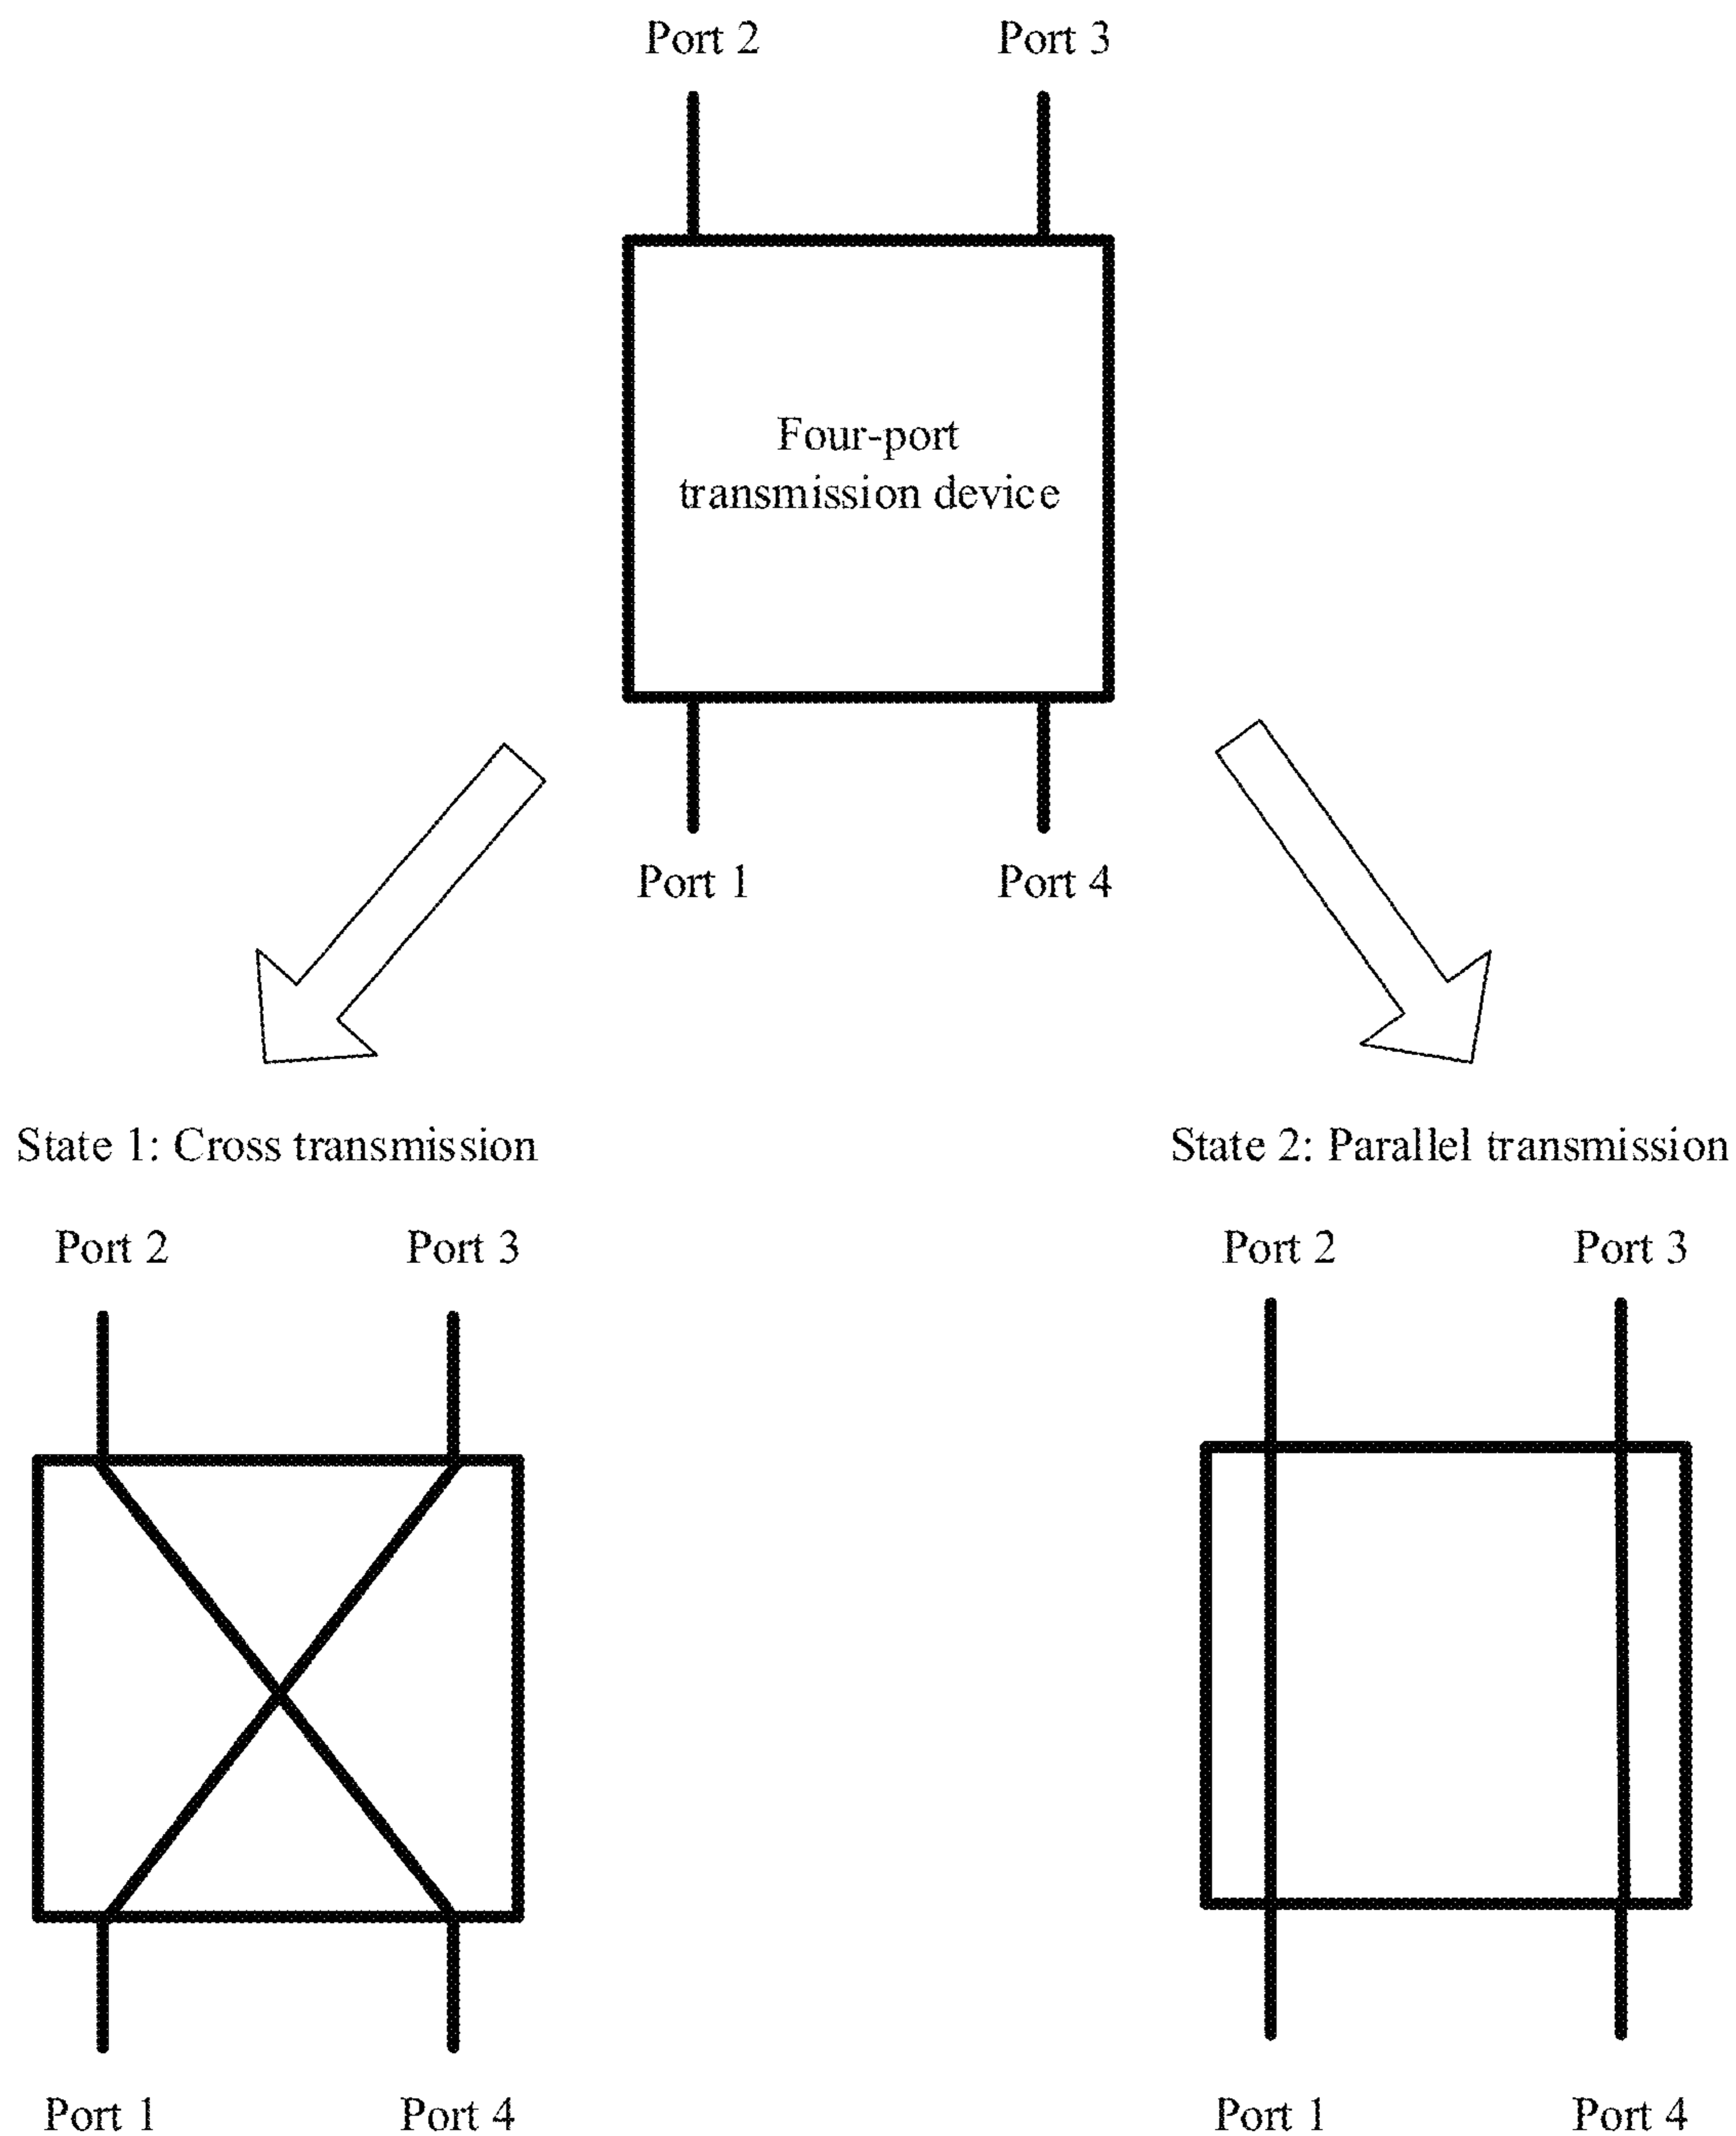 Port 2
Port 3
Four-port
transmission device
Port 1
Port 4
State 1: Cross transmission
State 2: Parallel transmission
Port 2
Port 3
Port 2
Port 3
Port 1
Port 4
Port 1
Port 4